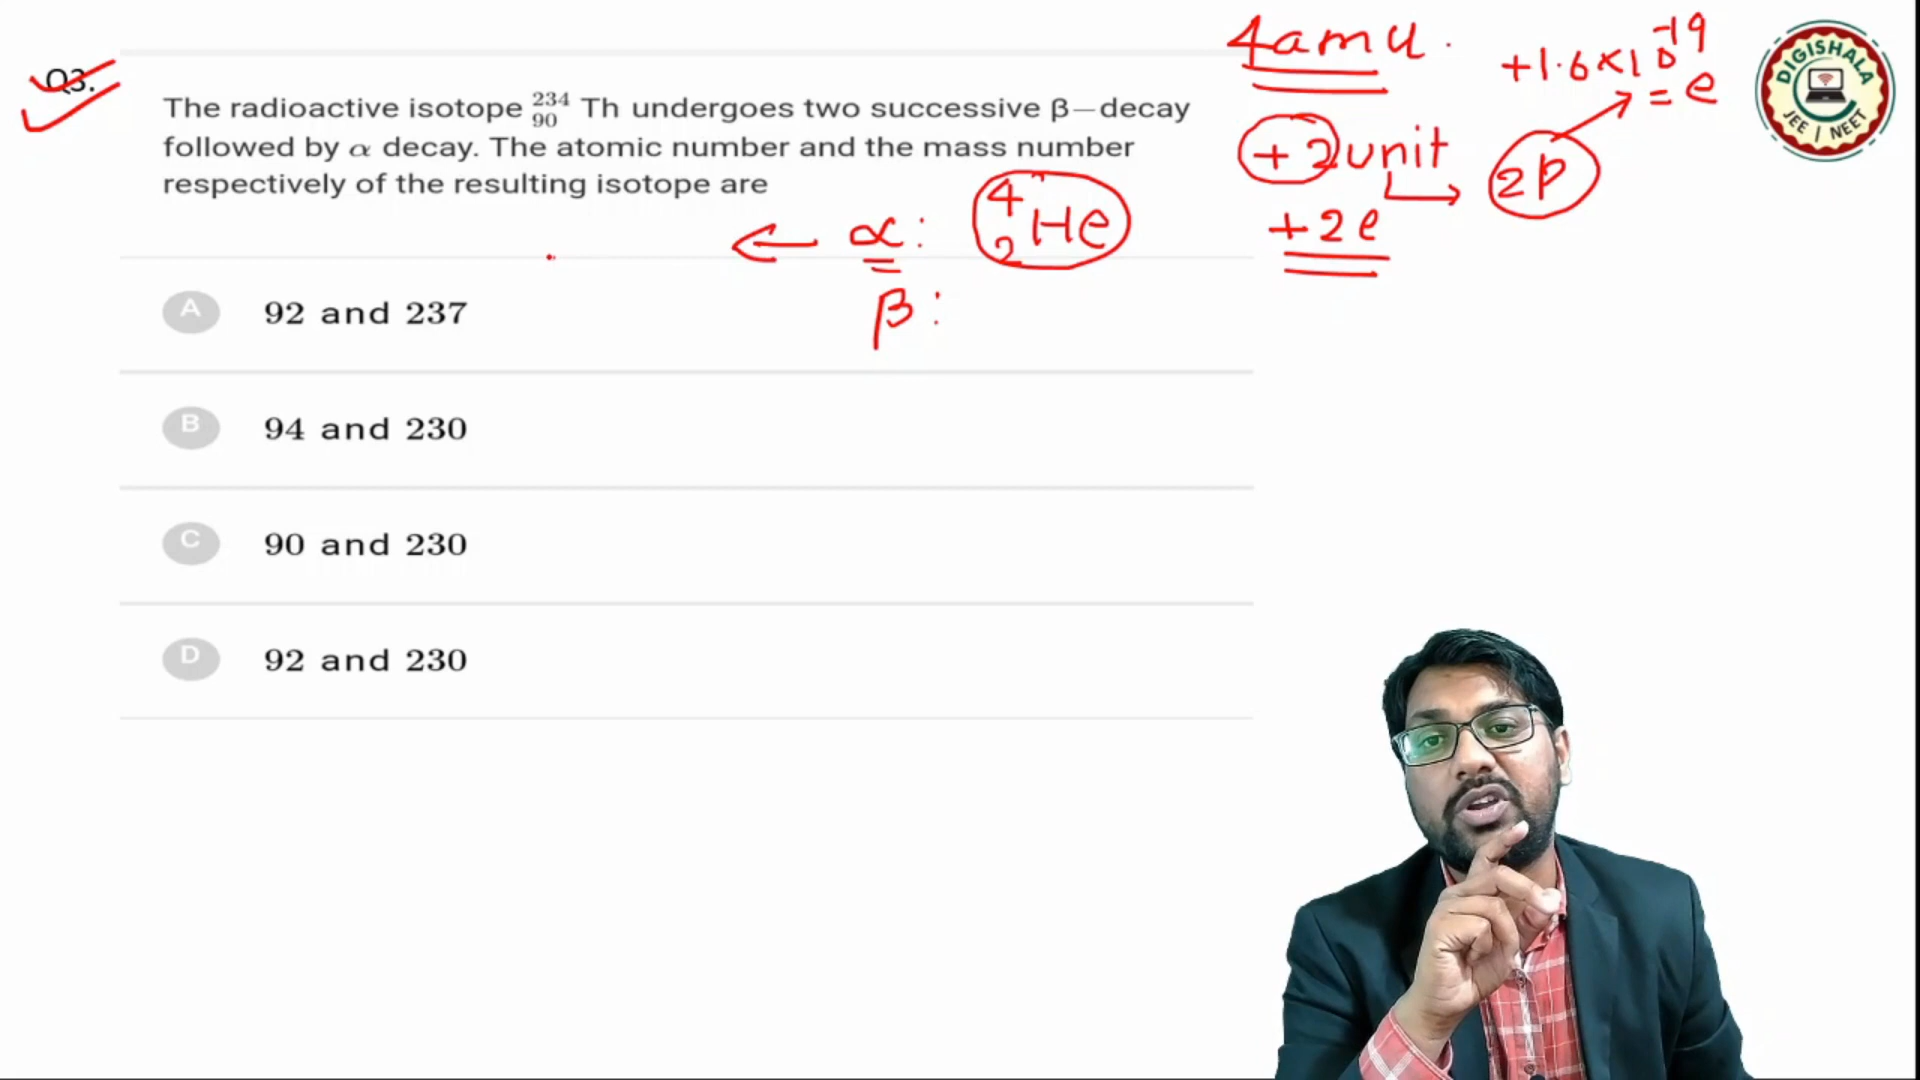 Q3.
The radioactive isotope ²³⁴₉₀ Th undergoes two successive β−decay
followed by α decay. The atomic number and the mass number
respectively of the resulting isotope are
A 92 and 237
B 94 and 230
C 90 and 230
D 92 and 230
← α: ⁴₂He
β:
4amu.
+2unit → 2p
+2e
+1.6×10⁻¹⁹
= e
DIGISHALA
JEE | NEET